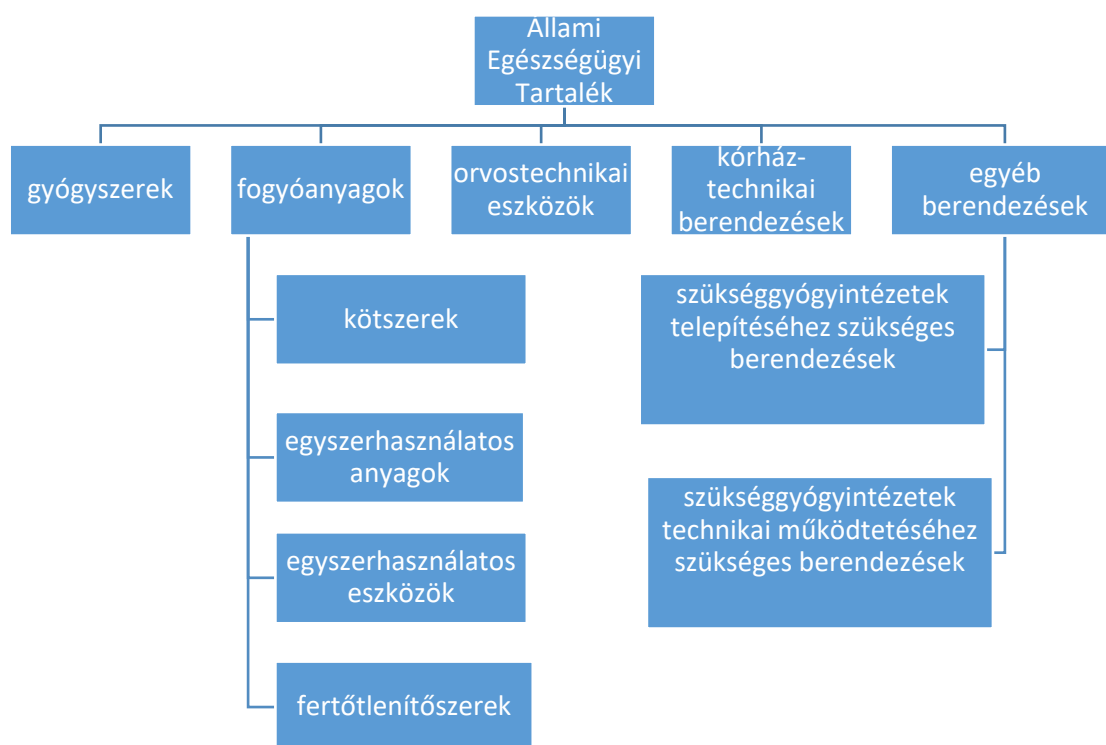 Állami
Egészségügyi
Tartalék
gyógyszerek
fogyóanyagok
orvostechnikai
eszközök
kórház-
technikai
berendezések
egyéb
berendezések
kötszerek
egyszerhasználatos
anyagok
egyszerhasználatos
eszközök
fertőtlenítőszerek
szükséggyógyintézetek
telepítéséhez szükséges
berendezések
szükséggyógyintézetek
technikai működtetéséhez
szükséges berendezések